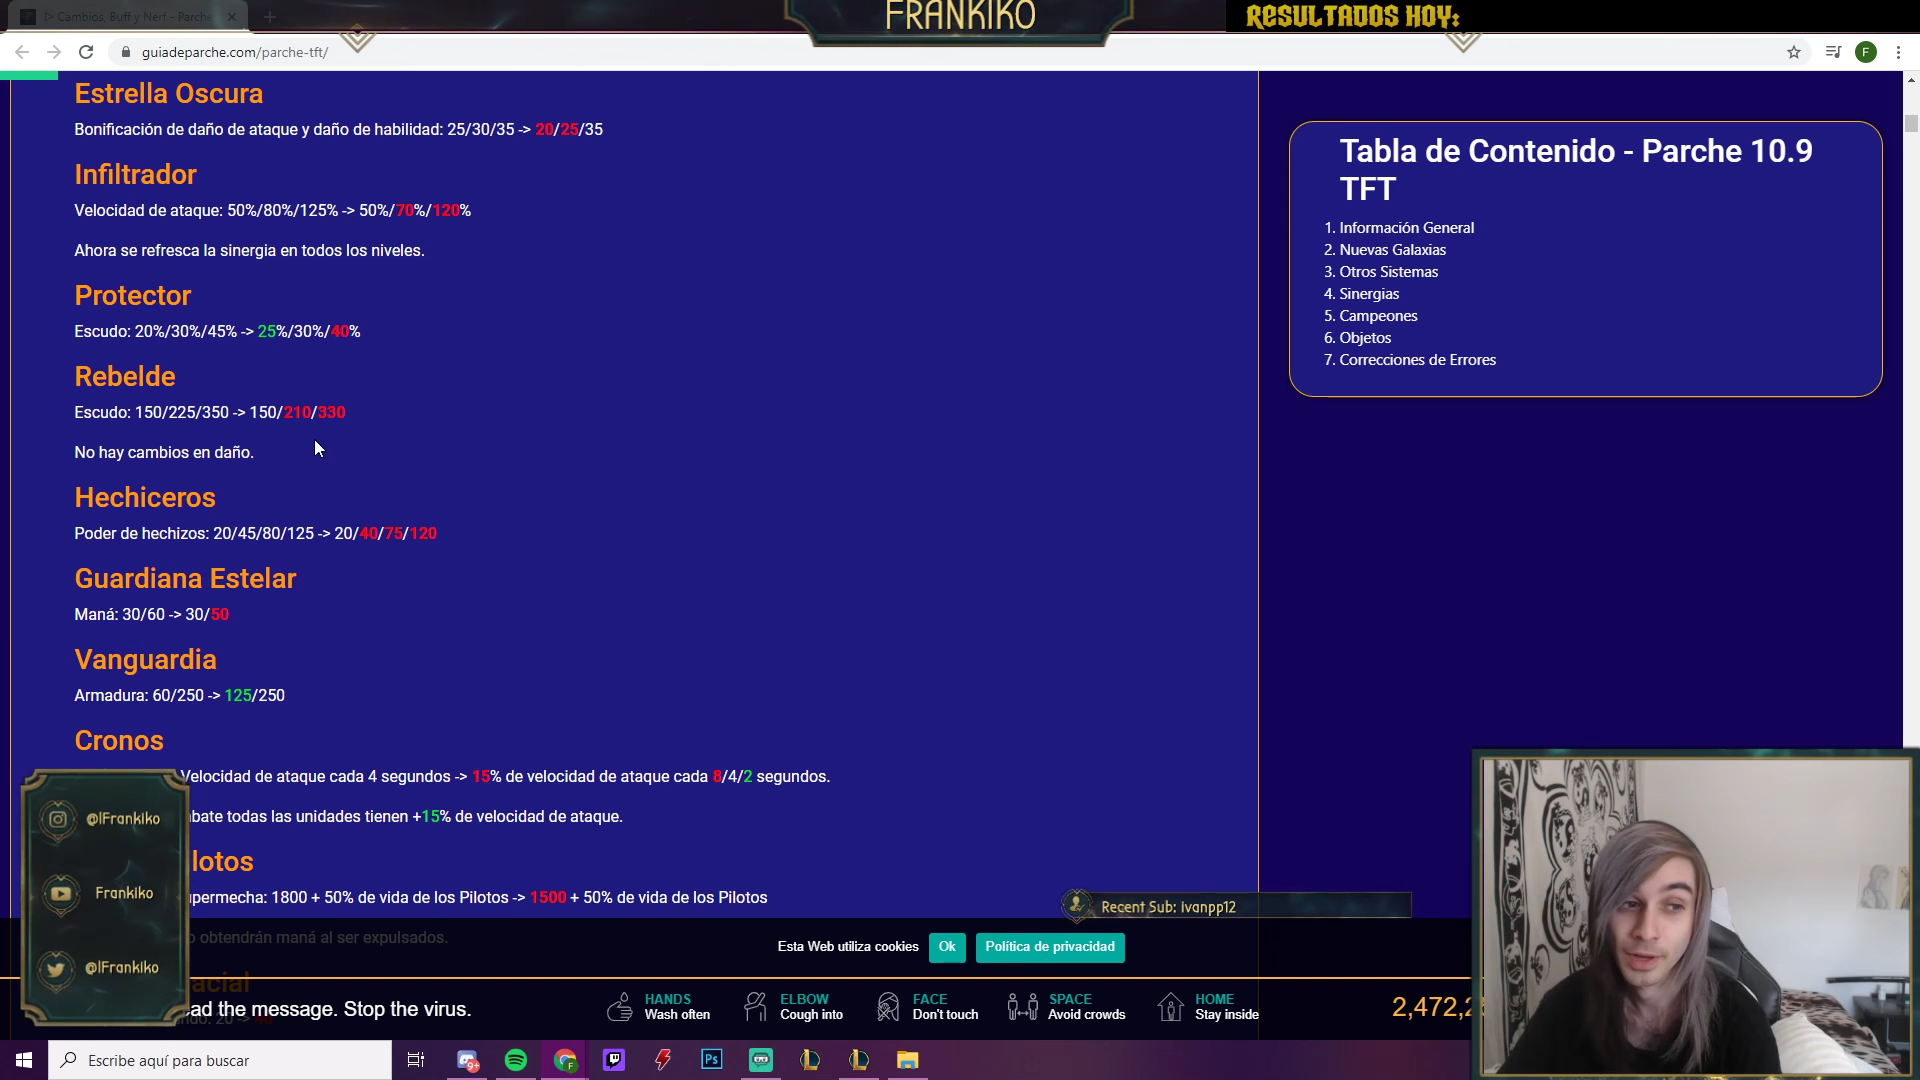 ▷ Cambios, Buff y Nerf - Parche
FRANKIKO
RESULTADOS HOY:
guiadeparche.com/parche-tft/
F
Estrella Oscura
Bonificación de daño de ataque y daño de habilidad: 25/30/35 -> 20/25/35
Infiltrador
Velocidad de ataque: 50%/80%/125% -> 50%/70%/120%
Ahora se refresca la sinergia en todos los niveles.
Protector
Escudo: 20%/30%/45% -> 25%/30%/40%
Rebelde
Escudo: 150/225/350 -> 150/210/330
No hay cambios en daño.
Hechiceros
Poder de hechizos: 20/45/80/125 -> 20/40/75/120
Guardiana Estelar
Maná: 30/60 -> 30/50
Vanguardia
Armadura: 60/250 -> 125/250
Cronos
Velocidad de ataque cada 4 segundos -> 15% de velocidad de ataque cada 8/4/2 segundos.
bate todas las unidades tienen +15% de velocidad de ataque.
lotos
permecha: 1800 + 50% de vida de los Pilotos -> 1500 + 50% de vida de los Pilotos
o obtendrán maná al ser expulsados.
acial
Tabla de Contenido - Parche 10.9
TFT
1. Información General
2. Nuevas Galaxias
3. Otros Sistemas
4. Sinergias
5. Campeones
6. Objetos
7. Correcciones de Errores
@lFrankiko
Frankiko
@lFrankiko
Recent Sub: ivanpp12
Esta Web utiliza cookies
Ok
Política de privacidad
ad the message. Stop the virus.
HANDS
Wash often
ELBOW
Cough into
FACE
Don't touch
SPACE
Avoid crowds
HOME
Stay inside
2,472,2
Escribe aquí para buscar
9+
Ps